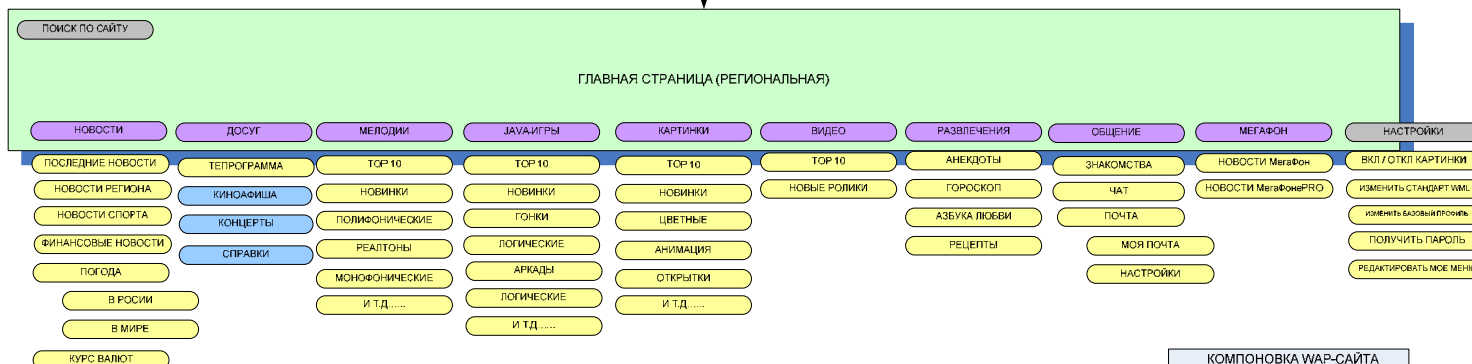 ПОИСК ПО САЙТУ
ГЛАВНАЯ СТРАНИЦА (РЕГИОНАЛЬНАЯ)
НОВОСТИ
ПОСЛЕДНИЕ НОВОСТИ
НОВОСТИ РЕГИОНА
НОВОСТИ СПОРТА
ФИНАНСОВЫЕ НОВОСТИ
ПОГОДА
В РОСИИ
В МИРЕ
КУРС ВАЛЮТ
ДОСУГ
ТЕПРОГРАММА
КИНОАФИША
КОНЦЕРТЫ
СПРАВКИ
МЕЛОДИИ
TOP 10
НОВИНКИ
ПОЛИФОНИЧЕСКИЕ
РЕАЛТОНЫ
МОНОФОНИЧЕСКИЕ
И Т.Д......
JAVA-ИГРЫ
TOP 10
НОВИНКИ
ГОНКИ
ЛОГИЧЕСКИЕ
АРКАДЫ
ЛОГИЧЕСКИЕ
И Т.Д......
КАРТИНКИ
TOP 10
НОВИНКИ
ЦВЕТНЫЕ
АНИМАЦИЯ
ОТКРЫТКИ
И Т.Д......
ВИДЕО
TOP 10
НОВЫЕ РОЛИКИ
РАЗВЛЕЧЕНИЯ
АНЕКДОТЫ
ГОРОСКОП
АЗБУКА ЛЮБВИ
РЕЦЕПТЫ
ОБЩЕНИЕ
ЗНАКОМСТВА
ЧАТ
ПОЧТА
МОЯ ПОЧТА
НАСТРОЙКИ
МЕГАФОН
НОВОСТИ МегаФон
НОВОСТИ МегаФонеPRO
НАСТРОЙКИ
ВКЛ / ОТКЛ КАРТИНКИ
ИЗМЕНИТЬ СТАНДАРТ WML
ИЗМЕНИТЬ БАЗОВЫЙ ПРОФИЛЬ
ПОЛУЧИТЬ ПАРОЛЬ
РЕДАКТИРОВАТЬ МОЕ МЕНЮ
КОМПОНОВКА WAP-САЙТА